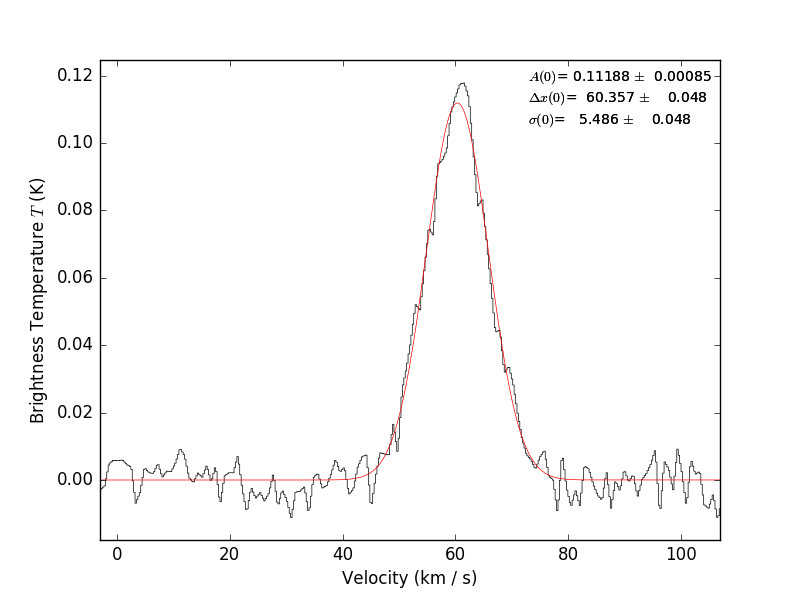 A(0)= 0.11188 ± 0.00085
Δx(0)= 60.357 ± 0.048
σ(0)= 5.486 ± 0.048
0.12
0.10
0.08
0.06
0.04
0.02
0.00
Brightness Temperature T (K)
0 20 40 60 80 100
Velocity (km / s)